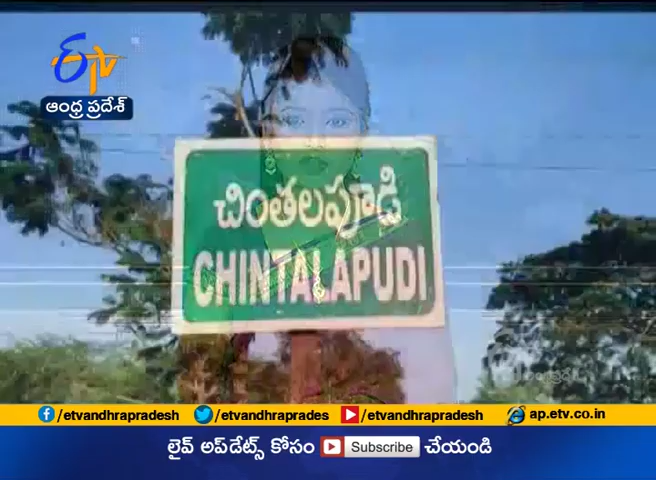 etv
ఆంధ్ర ప్రదేశ్
చింతలపూడి
CHINTALAPUDI
/etvandhrapradesh /etvandhraprades /etvandhrapradesh ap.etv.co.in
లైవ్ అప్‌డేట్స్ కోసం Subscribe చేయండి